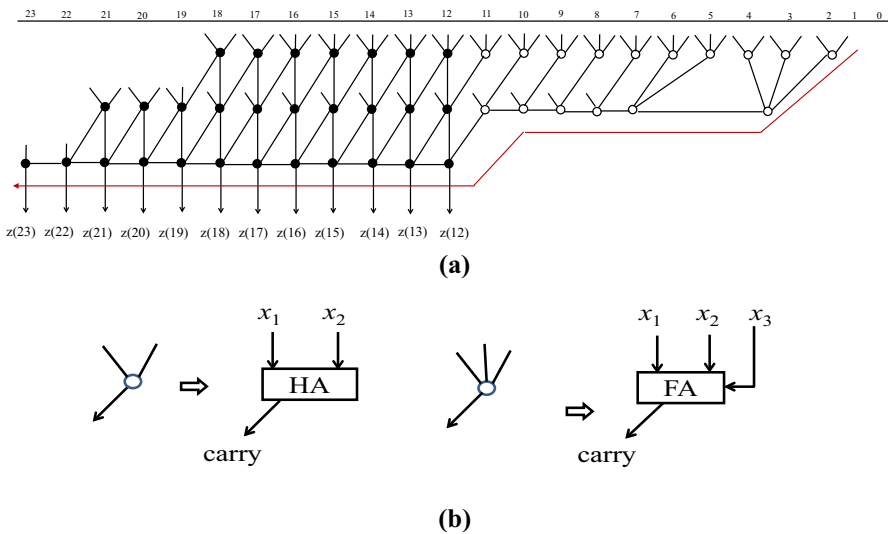 23 22 21 20 19 18 17 16 15 14 13 12 11 10 9 8 7 6 5 4 3 2 1 0
z(23) z(22) z(21) z(20) z(19) z(18) z(17) z(16) z(15) z(14) z(13) z(12)
(a)
x₁ x₂ x₁ x₂ x₃
HA FA
carry carry
(b)